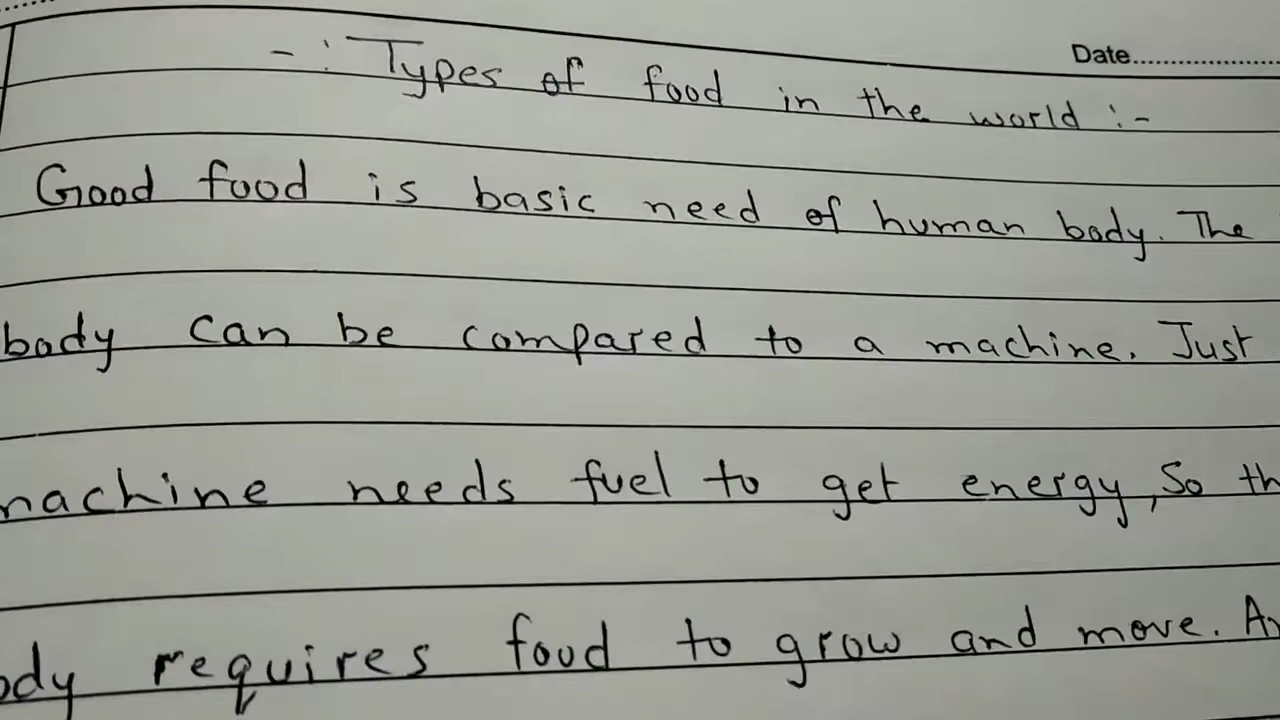 Date....................
- : Types of food in the world :-
Good food is basic need of human body. The
body can be compared to a machine. Just
machine needs fuel to get energy, So th
ody requires food to grow and move. A